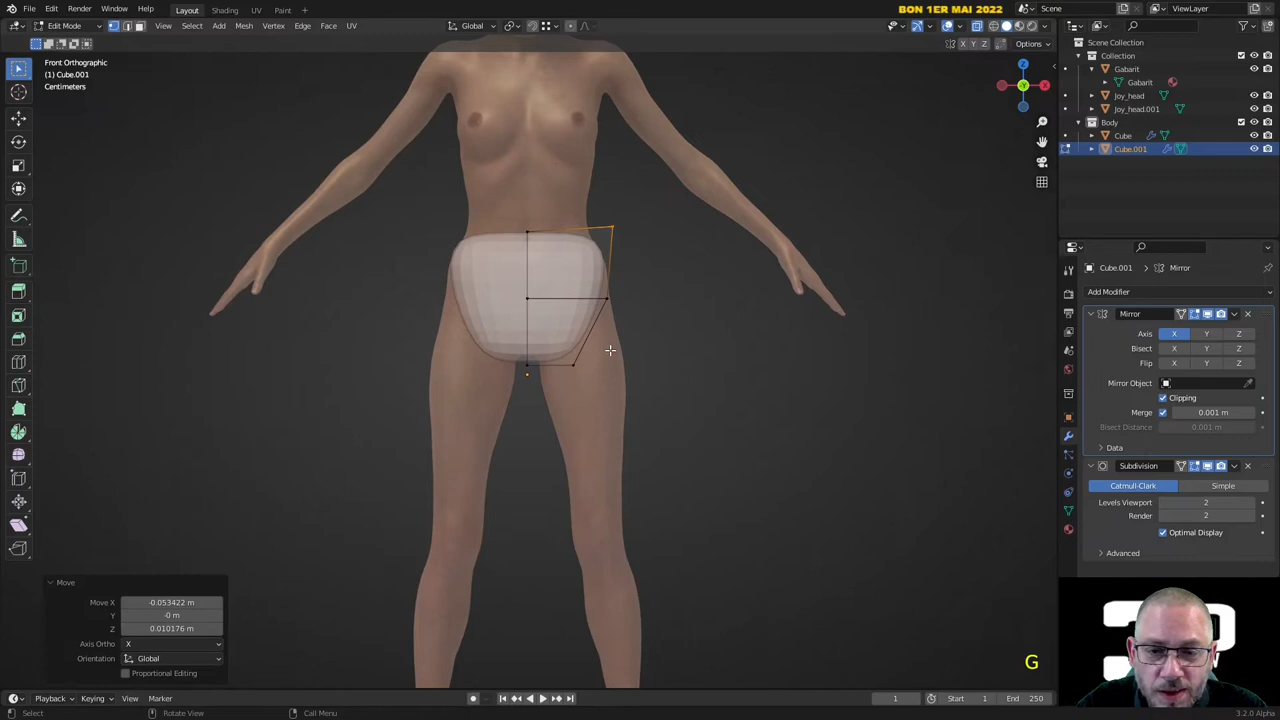 File Edit Render Window Help
Layout Shading UV Paint +
BON 1ER MAI 2022
Scene
ViewLayer
Edit Mode
View Select Add Mesh Vertex Edge Face UV
Global
X Y Z
Options
Front Orthographic
(1) Cube.001
Centimeters
Z
Y
X
Scene Collection
Collection
Gabarit
Gabarit
Joy_head
Joy_head.001
Body
Cube
Cube.001
Cube.001 > Mirror
Add Modifier
Mirror
Axis X Y Z
Bisect X Y Z
Flip X Y Z
Mirror Object
Clipping
Merge 0.001 m
Bisect Distance 0.001 m
Data
Subdivision
Catmull-Clark Simple
Levels Viewport 2
Render 2
Optimal Display
Advanced
Move
Move X -0.053422 m
Y -0 m
Z 0.010176 m
Axis Ortho X
Orientation Global
Proportional Editing
G
Playback Keying View Marker
1 Start 1 End 250
Select Rotate View Call Menu
3.2.0 Alpha